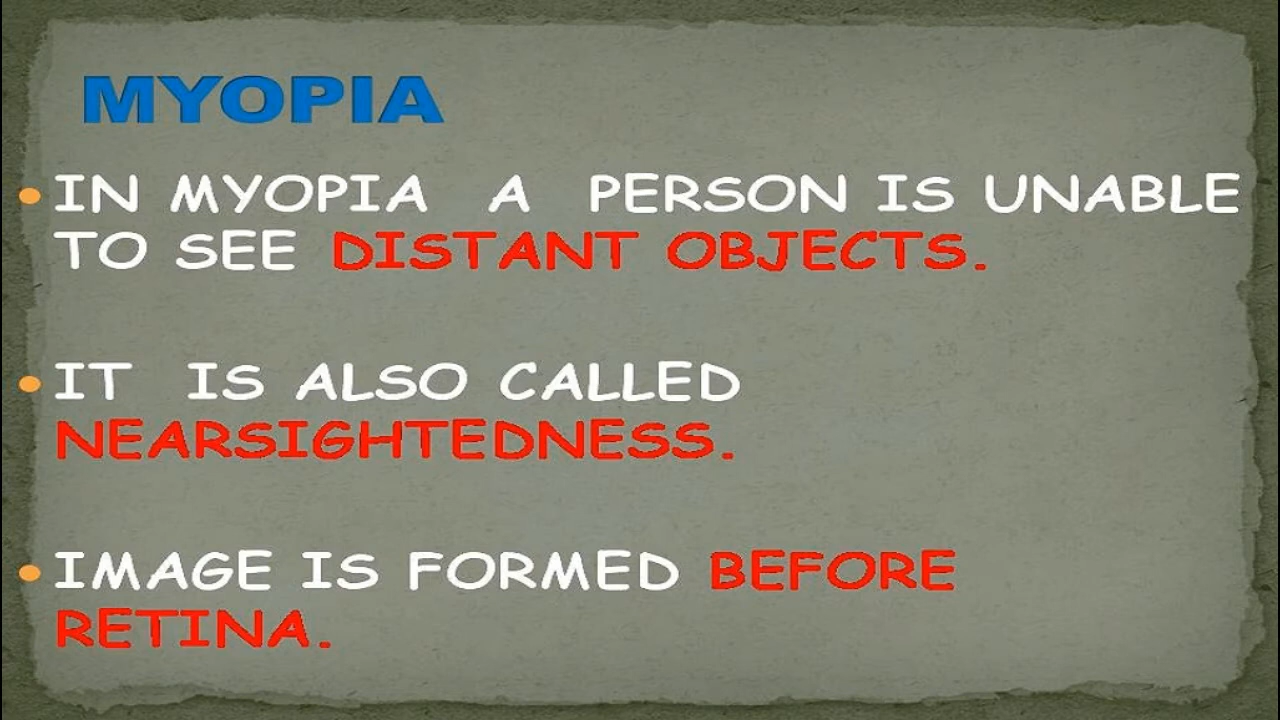 MYOPIA
• IN MYOPIA A PERSON IS UNABLE
TO SEE DISTANT OBJECTS.
• IT IS ALSO CALLED
NEARSIGHTEDNESS.
• IMAGE IS FORMED BEFORE
RETINA.